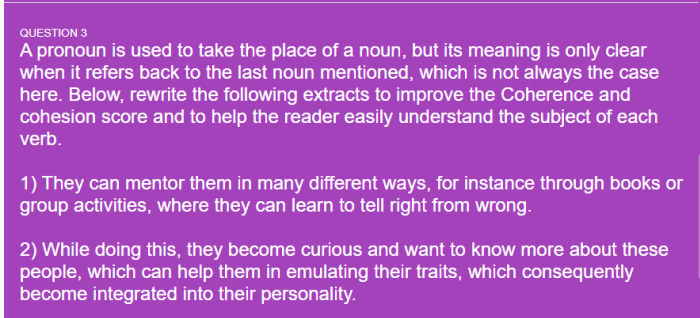 QUESTION 3
A pronoun is used to take the place of a noun, but its meaning is only clear
when it refers back to the last noun mentioned, which is not always the case
here. Below, rewrite the following extracts to improve the Coherence and
cohesion score and to help the reader easily understand the subject of each
verb.
1) They can mentor them in many different ways, for instance through books or
group activities, where they can learn to tell right from wrong.
2) While doing this, they become curious and want to know more about these
people, which can help them in emulating their traits, which consequently
become integrated into their personality.